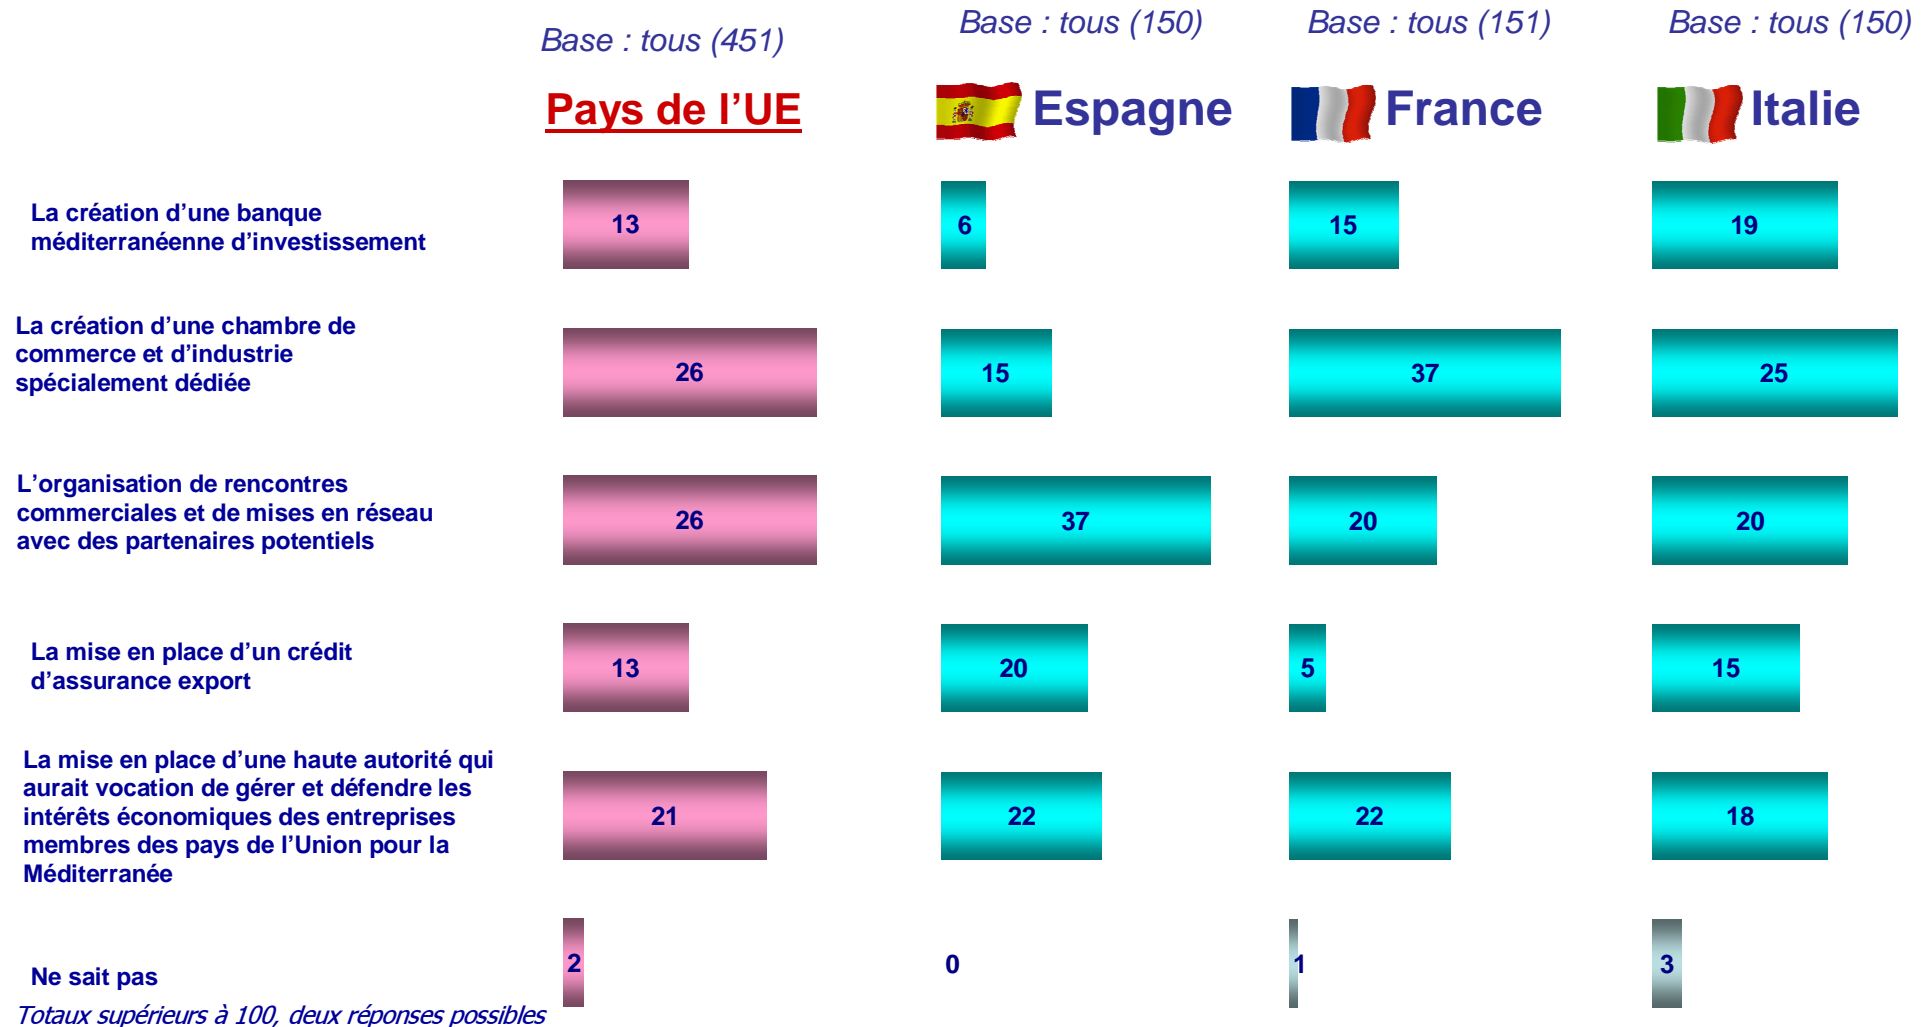 Base : tous (451)
Base : tous (150)
Base : tous (151)
Base : tous (150)
Pays de l’UE
Espagne
France
Italie
La création d’une banque
méditerranéenne d’investissement
13
6
15
19
La création d’une chambre de
commerce et d’industrie
spécialement dédiée
26
15
37
25
L’organisation de rencontres
commerciales et de mises en réseau
avec des partenaires potentiels
26
37
20
20
La mise en place d’un crédit
d’assurance export
13
20
5
15
La mise en place d’une haute autorité qui
aurait vocation de gérer et défendre les
intérêts économiques des entreprises
membres des pays de l’Union pour la
Méditerranée
21
22
22
18
Ne sait pas
2
0
1
3
Totaux supérieurs à 100, deux réponses possibles